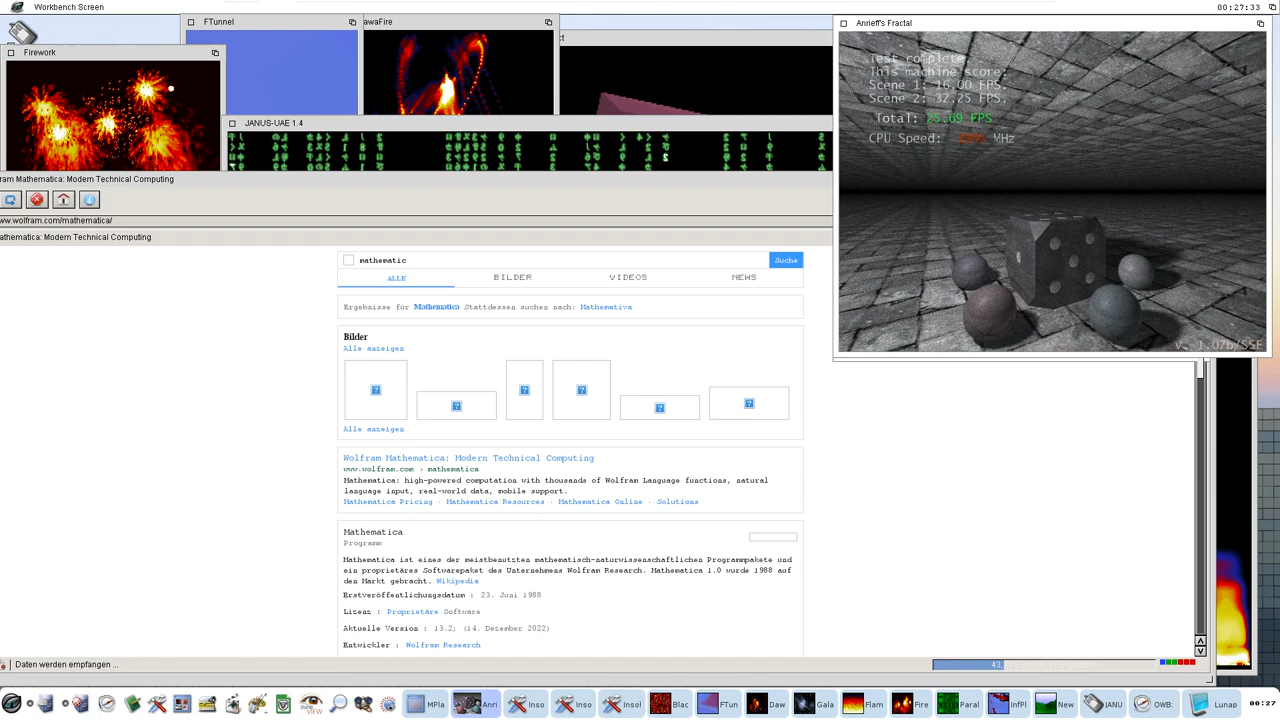 Workbench Screen
00:27:33
FTunnel
awaFire
Anrieff's Fractal
Firework
ct
Test complete.
This machine score:
Scene 1: 16.00 FPS.
Scene 2: 32.25 FPS.
Total: 25.69 FPS
CPU Speed: MHz
JANUS-UAE 1.4
ram Mathematica: Modern Technical Computing
ww.wolfram.com/mathematica/
athematica: Modern Technical Computing
mathematic
Suche
ALLE BILDER VIDEOS NEWS
Ergebnisse für Mathematica Stattdessen suchen nach: Mathemativa
Bilder
Alle anzeigen
Alle anzeigen
v.-1.07b/SSE
Wolfram Mathematica: Modern Technical Computing
www.wolfram.com › mathematica
Mathematica: high-powered computation with thousands of Wolfram Language functions, natural
language input, real-world data, mobile support.
Mathematica Pricing · Mathematica Resources · Mathematica Online · Solutions
Mathematica
Programm
Mathematica ist eines der meistbenutzten mathematisch-naturwissenschaftlichen Programmpakete und
ein proprietäres Softwarepaket des Unternehmens Wolfram Research. Mathematica 1.0 wurde 1988 auf
den Markt gebracht. Wikipedia
Erstveröffentlichungsdatum : 23. Juni 1988
Lizenz : Proprietäre Software
Aktuelle Version : 13.2; (14. Dezember 2022)
Entwickler : Wolfram Research
Daten werden empfangen ...
MPla Anri Inso Inso Insol Blac FTun Daw Gala Flam Fire Paral InfPl New JANU OWB: Lunap 00:27